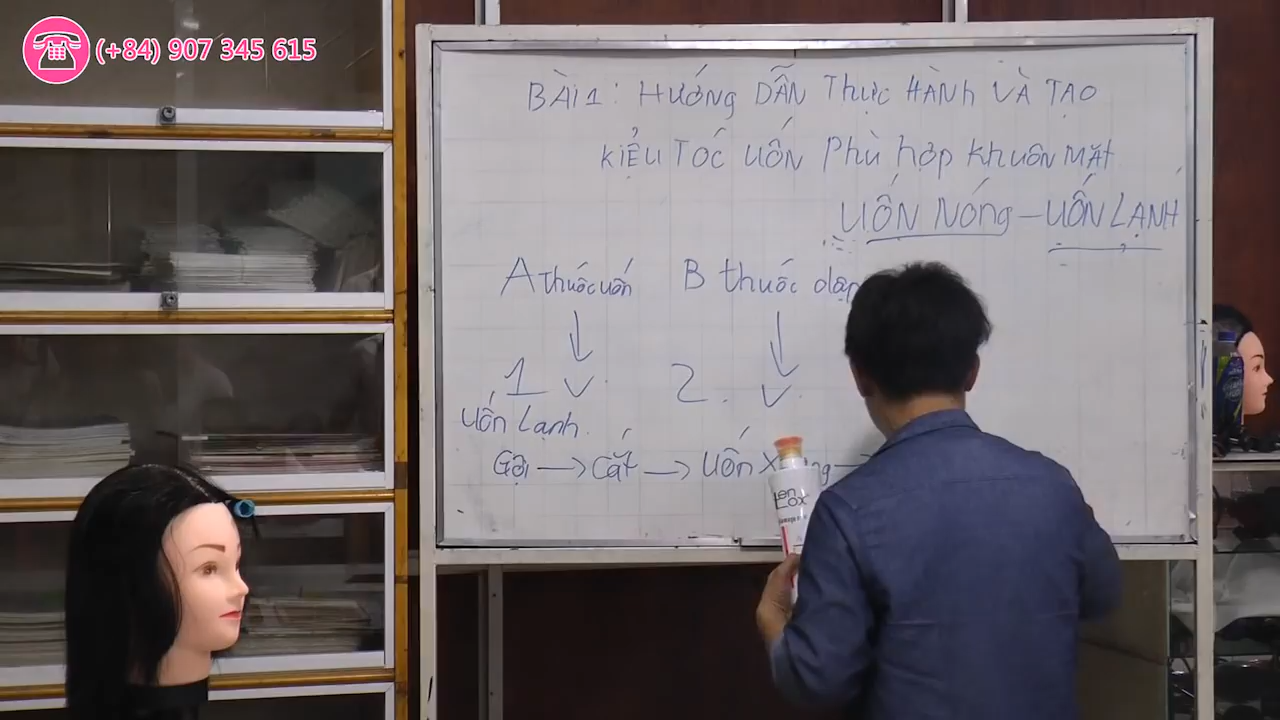 (+84) 907 345 615
BÀI 1: HƯỚNG DẪN THỰC HÀNH VÀ TẠO
KIỂU TÓC UỐN PHÙ HỢP KHUÔN MẶT
UỐN NÓNG - UỐN LẠNH
A thuốc uốn B thuốc dập
1 2
uốn Lạnh
Gội → Cắt → Uốn →